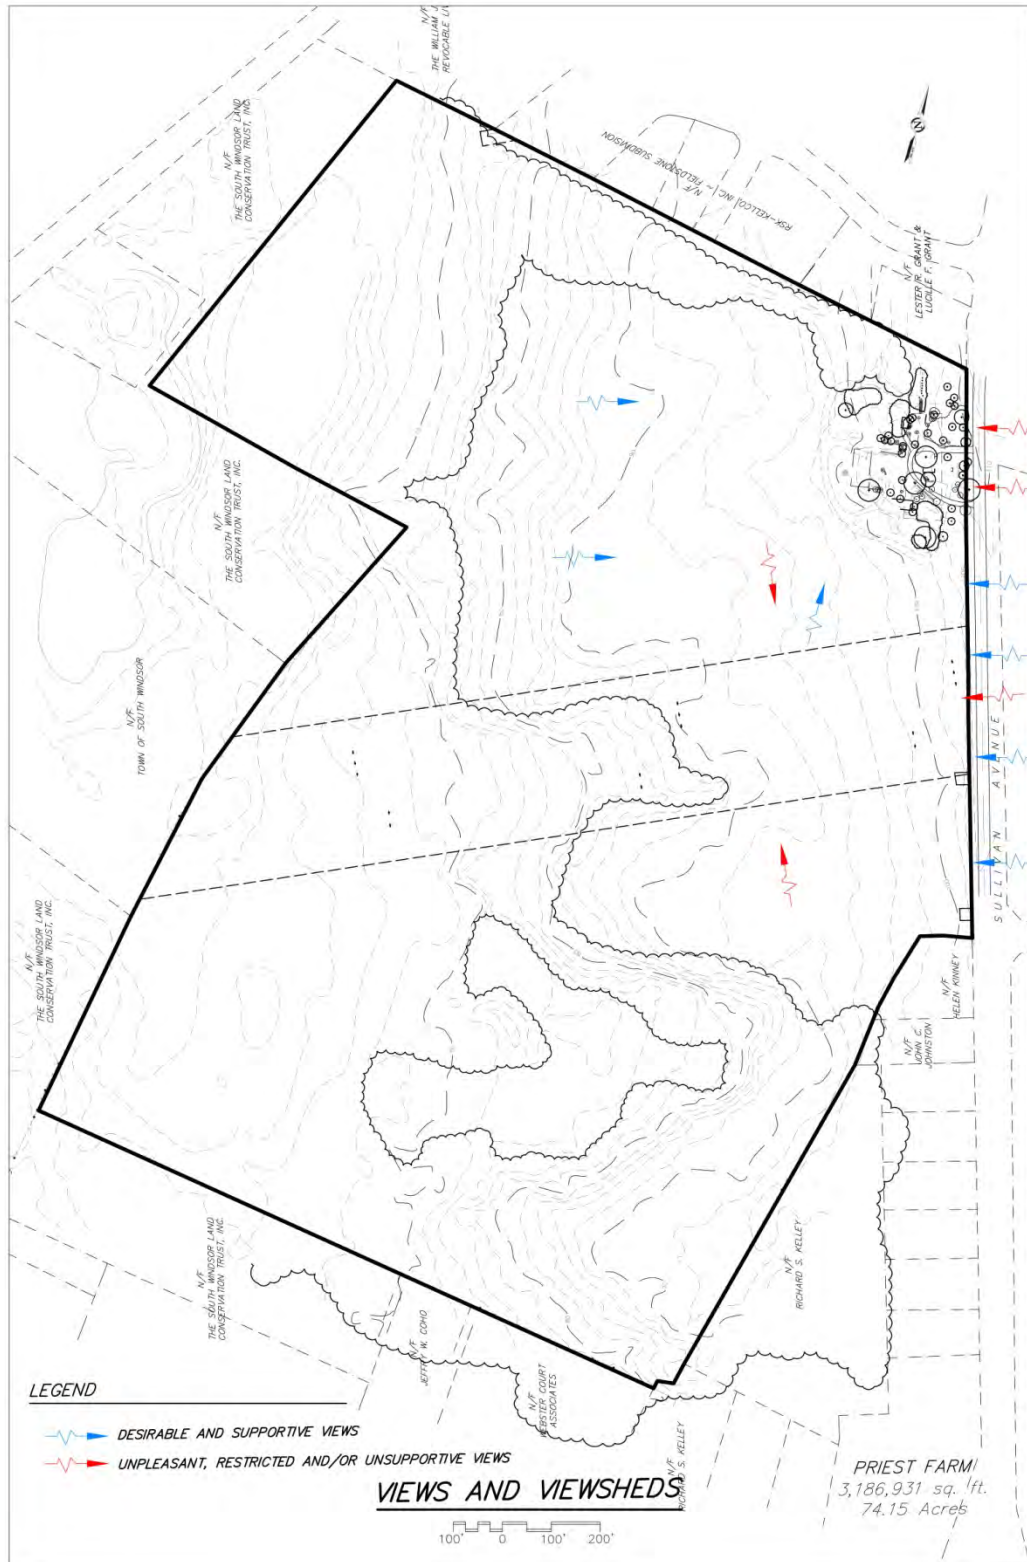 N/F
THE WILLIAM J.
REVOCABLE LI
N/F
THE SOUTH WINDSOR LAND
CONSERVATION TRUST, INC.
N/F
RSK-KELLCO, INC. ~ FIELDSTONE SUBDIVISION
N
N/F
LESTER R. GRANT &
LUCILLE F. GRANT
N/F
THE SOUTH WINDSOR LAND
CONSERVATION TRUST, INC.
N/F
TOWN OF SOUTH WINDSOR
SULLIVAN AVENUE
N/F
THE SOUTH WINDSOR LAND
CONSERVATION TRUST, INC.
N/F
HELEN KINNEY
N/F
JOHN C.
JOHNSTON
N/F
THE SOUTH WINDSOR LAND
CONSERVATION TRUST, INC.
N/F
RICHARD S. KELLEY
N/F
JEFFREY W. COHO
N/F
WEBSTER COURT
ASSOCIATES
N/F
RICHARD S. KELLEY
LEGEND
DESIRABLE AND SUPPORTIVE VIEWS
UNPLEASANT, RESTRICTED AND/OR UNSUPPORTIVE VIEWS
VIEWS AND VIEWSHEDS
100' 0 100' 200'
PRIEST FARM
3,186,931 sq. ft.
74.15 Acres